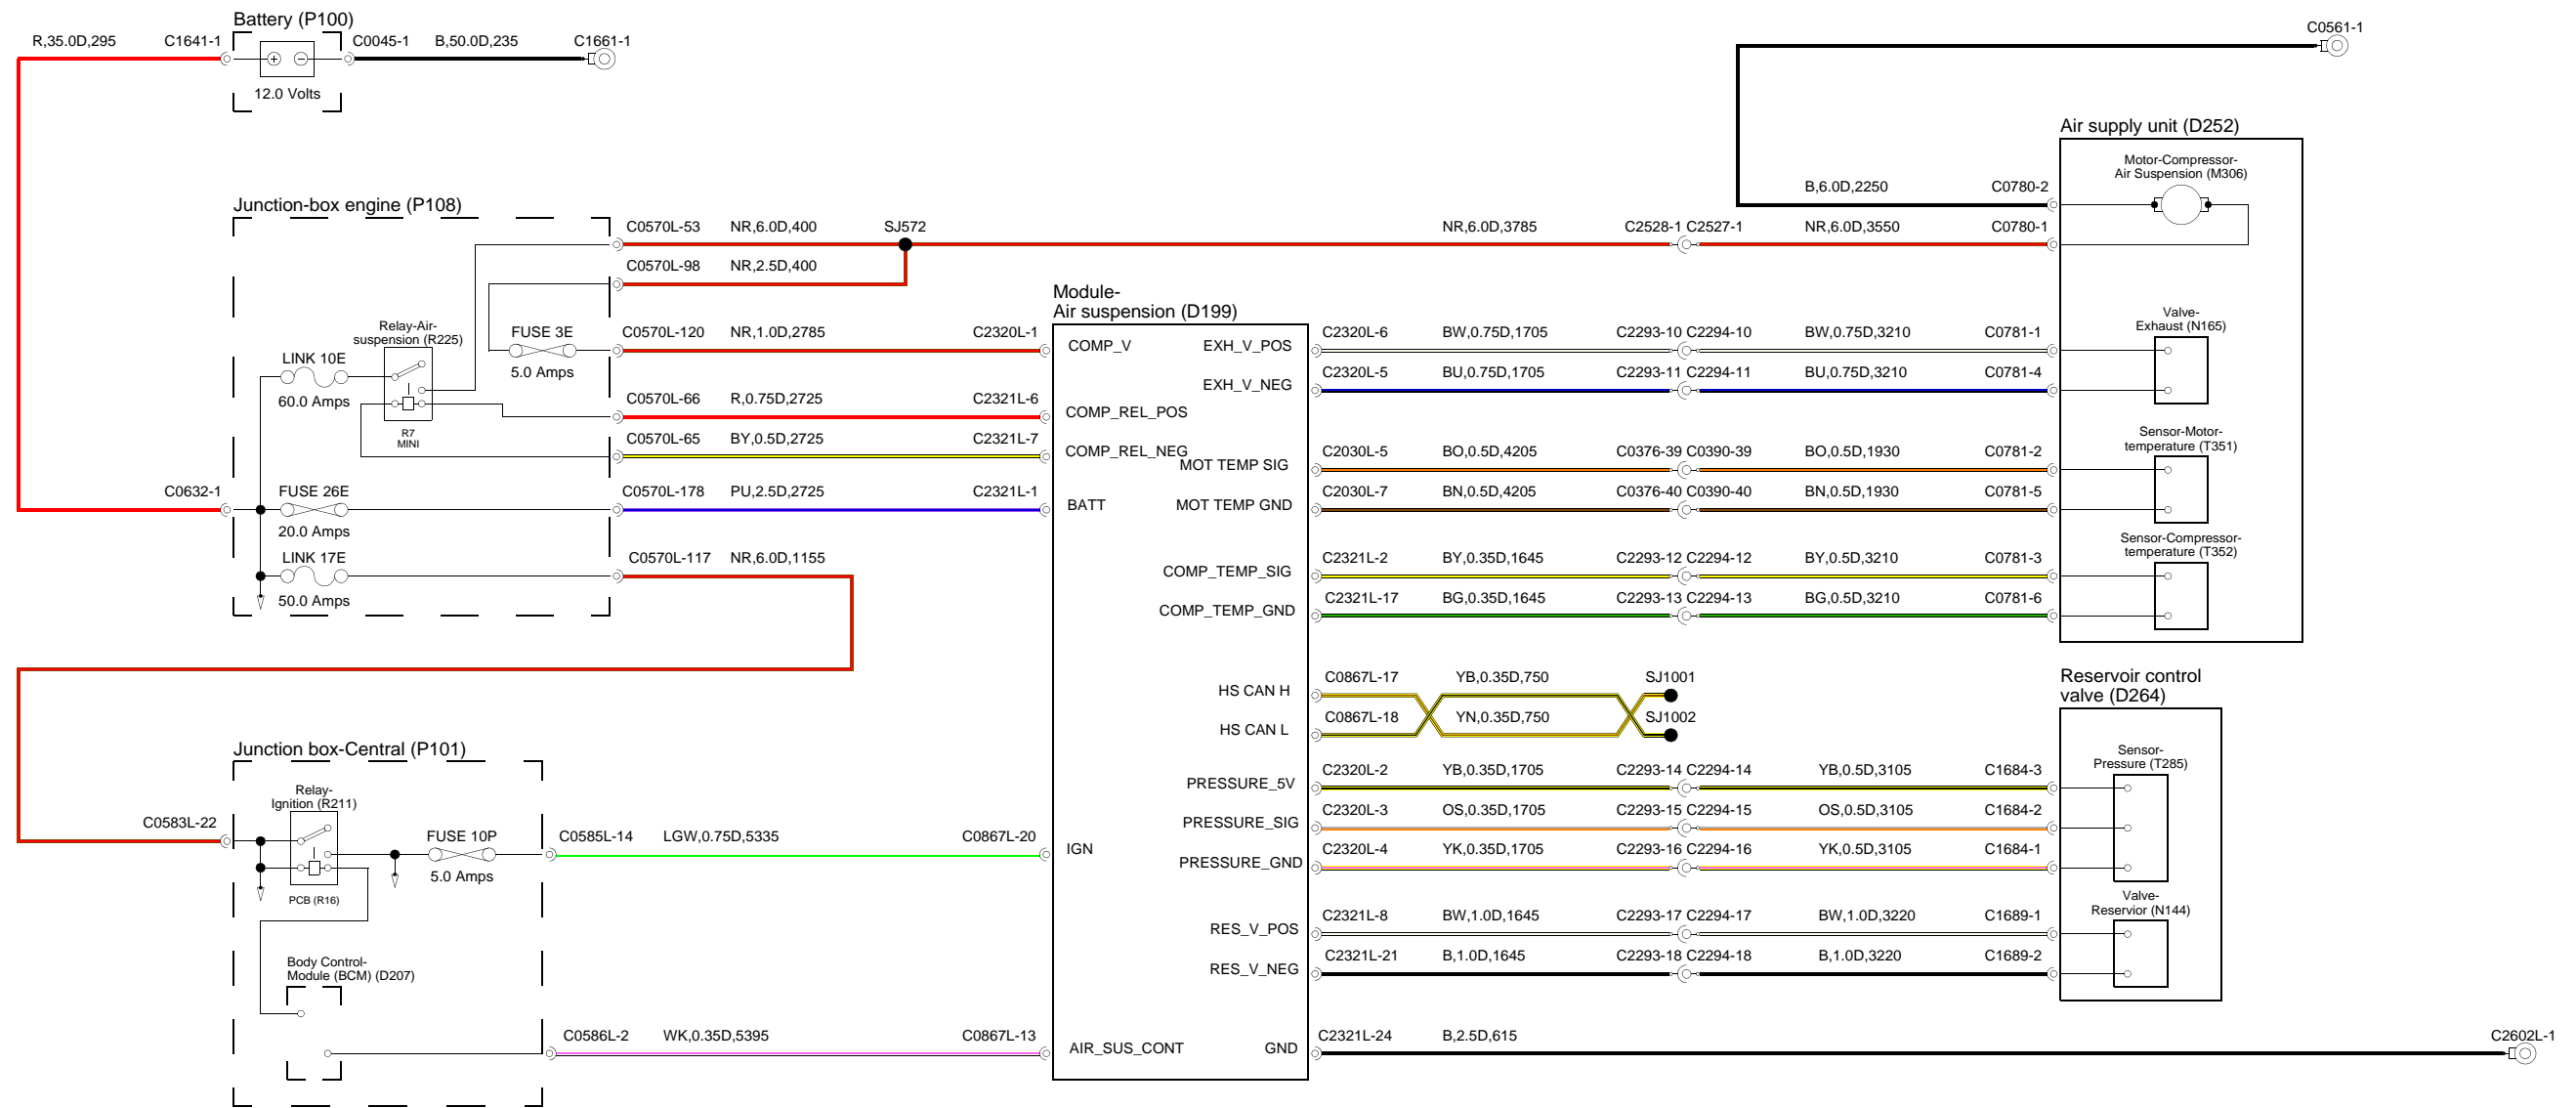 Battery (P100)
R,35.0D,295
C1641-1
C0045-1
B,50.0D,235
C1661-1
12.0 Volts
C0561-1
Air supply unit (D252)
Motor-Compressor-
Air Suspension (M306)
B,6.0D,2250
C0780-2
Junction-box engine (P108)
C0570L-53
NR,6.0D,400
SJ572
NR,6.0D,3785
C2528-1 C2527-1
NR,6.0D,3550
C0780-1
C0570L-98
NR,2.5D,400
Module-
Air suspension (D199)
Relay-Air-
suspension (R225)
FUSE 3E
5.0 Amps
C0570L-120
NR,1.0D,2785
C2320L-1
COMP_V
EXH_V_POS
C2320L-6
BW,0.75D,1705
C2293-10 C2294-10
BW,0.75D,3210
C0781-1
Valve-
Exhaust (N165)
LINK 10E
60.0 Amps
EXH_V_NEG
C2320L-5
BU,0.75D,1705
C2293-11 C2294-11
BU,0.75D,3210
C0781-4
R7
MINI
C0570L-66
R,0.75D,2725
C2321L-6
COMP_REL_POS
C0570L-65
BY,0.5D,2725
C2321L-7
COMP_REL_NEG
MOT TEMP SIG
C2030L-5
BO,0.5D,4205
C0376-39 C0390-39
BO,0.5D,1930
C0781-2
Sensor-Motor-
temperature (T351)
C0632-1
FUSE 26E
20.0 Amps
C0570L-178
PU,2.5D,2725
C2321L-1
BATT
MOT TEMP GND
C2030L-7
BN,0.5D,4205
C0376-40 C0390-40
BN,0.5D,1930
C0781-5
LINK 17E
50.0 Amps
C0570L-117
NR,6.0D,1155
COMP_TEMP_SIG
C2321L-2
BY,0.35D,1645
C2293-12 C2294-12
BY,0.5D,3210
C0781-3
Sensor-Compressor-
temperature (T352)
COMP_TEMP_GND
C2321L-17
BG,0.35D,1645
C2293-13 C2294-13
BG,0.5D,3210
C0781-6
HS CAN H
C0867L-17
YB,0.35D,750
SJ1001
HS CAN L
C0867L-18
YN,0.35D,750
SJ1002
Reservoir control
valve (D264)
Junction box-Central (P101)
PRESSURE_5V
C2320L-2
YB,0.35D,1705
C2293-14 C2294-14
YB,0.5D,3105
C1684-3
Sensor-
Pressure (T285)
Relay-
Ignition (R211)
PRESSURE_SIG
C2320L-3
OS,0.35D,1705
C2293-15 C2294-15
OS,0.5D,3105
C1684-2
C0583L-22
FUSE 10P
5.0 Amps
C0585L-14
LGW,0.75D,5335
C0867L-20
IGN
PRESSURE_GND
C2320L-4
YK,0.35D,1705
C2293-16 C2294-16
YK,0.5D,3105
C1684-1
PCB (R16)
RES_V_POS
C2321L-8
BW,1.0D,1645
C2293-17 C2294-17
BW,1.0D,3220
C1689-1
Valve-
Reservior (N144)
RES_V_NEG
C2321L-21
B,1.0D,1645
C2293-18 C2294-18
B,1.0D,3220
C1689-2
Body Control-
Module (BCM) (D207)
C0586L-2
WK,0.35D,5395
C0867L-13
AIR_SUS_CONT
GND
C2321L-24
B,2.5D,615
C2602L-1